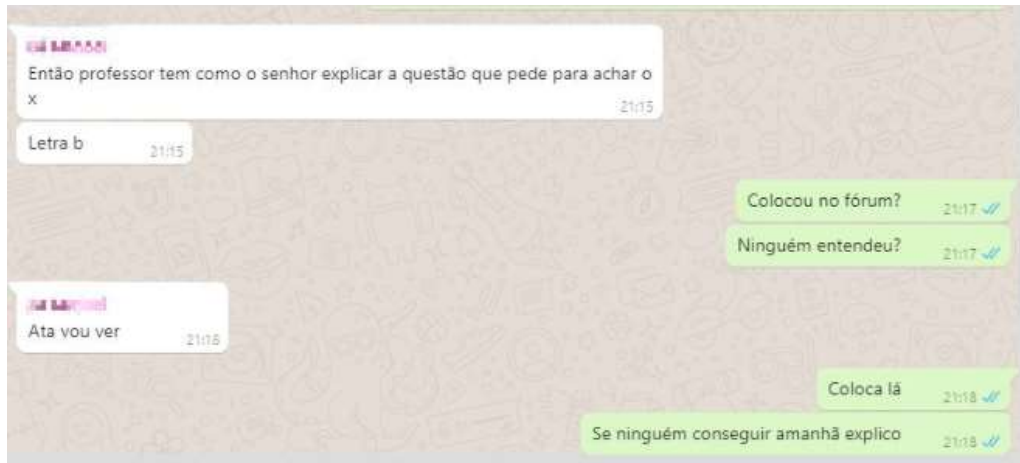 Então professor tem como o senhor explicar a questão que pede para achar o
x
21:15
Letra b
21:15
Colocou no fórum?
21:17
Ninguém entendeu?
21:17
Ata vou ver
21:18
Coloca lá
21:18
Se ninguém conseguir amanhã explico
21:18